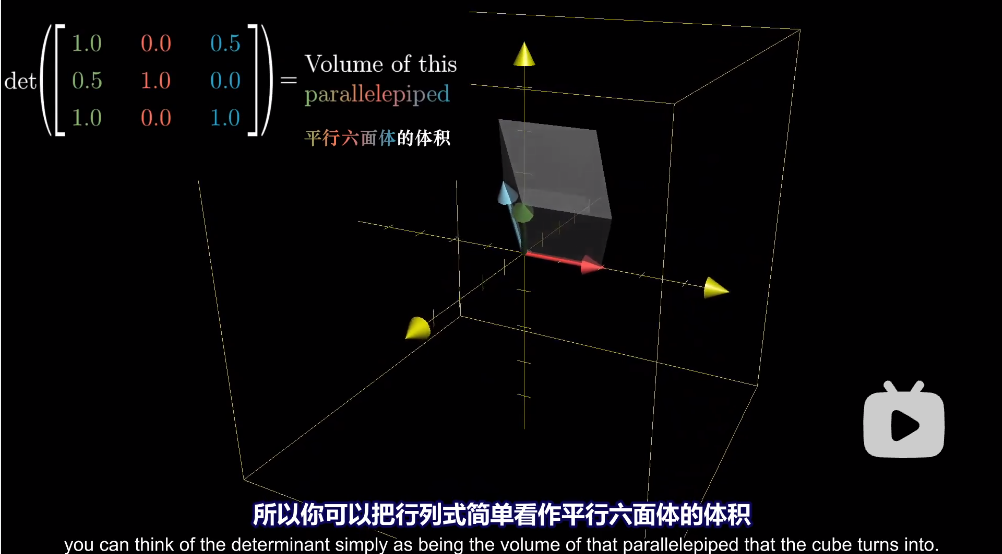 det([1.0 0.0 0.5
0.5 1.0 0.0
1.0 0.0 1.0]) =
Volume of this
parallelepiped
平行六面体的体积
所以你可以把行列式简单看作平行六面体的体积
you can think of the determinant simply as being the volume of that parallelepiped that the cube turns into.